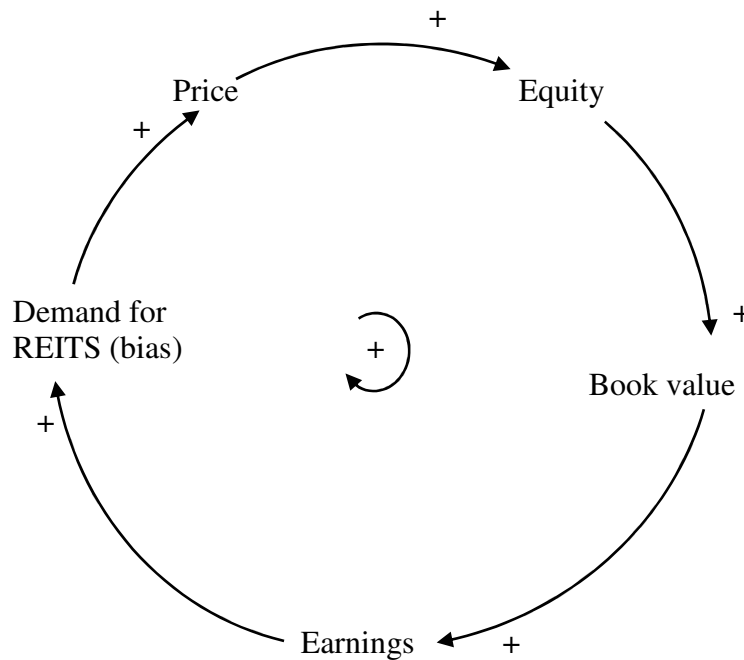 +
Price
Equity
+
Demand for
REITS (bias)
+
+
Book value
+
Earnings
+